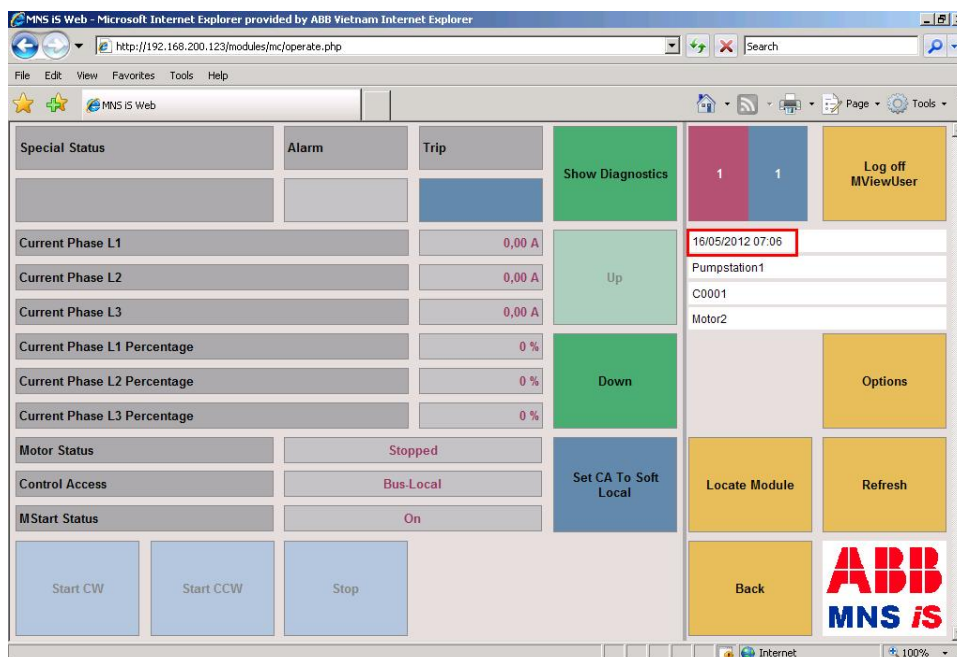 MNS iS Web - Microsoft Internet Explorer provided by ABB Vietnam Internet Explorer
http://192.168.200.123/modules/mc/operate.php
Search
File Edit View Favorites Tools Help
MNS iS Web
Page Tools
Special Status Alarm Trip
Show Diagnostics
1 1
Log off
MViewUser
Current Phase L1 0,00 A
16/05/2012 07:06
Current Phase L2 0,00 A
Up
Pumpstation1
C0001
Current Phase L3 0,00 A
Motor2
Current Phase L1 Percentage 0 %
Current Phase L2 Percentage 0 %
Down
Options
Current Phase L3 Percentage 0 %
Motor Status Stopped
Control Access Bus-Local
Set CA To Soft
Local
Locate Module
Refresh
MStart Status On
Start CW Start CCW Stop
Back
ABB
MNS iS
Internet 100%